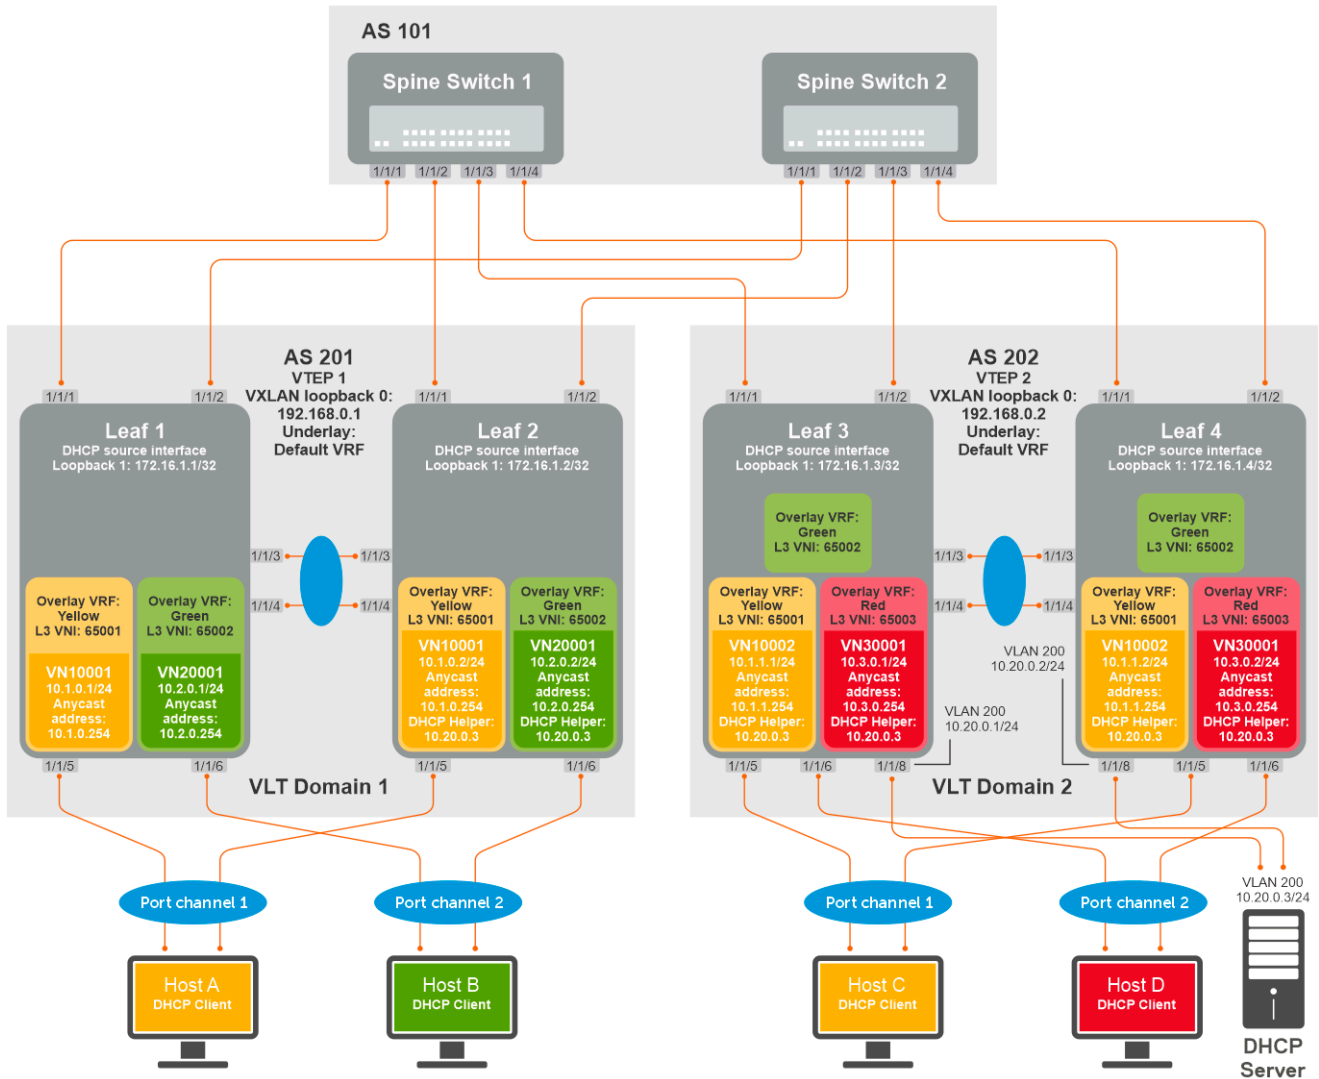 AS 101
Spine Switch 1
1/1/1
1/1/2
1/1/3
1/1/4
Spine Switch 2
1/1/1
1/1/2
1/1/3
1/1/4
AS 201
VTEP 1
VXLAN loopback 0:
192.168.0.1
Underlay:
Default VRF
1/1/1
1/1/2
Leaf 1
DHCP source interface
Loopback 1: 172.16.1.1/32
1/1/3
1/1/4
Overlay VRF:
Yellow
L3 VNI: 65001
VN10001
10.1.0.1/24
Anycast
address:
10.1.0.254
Overlay VRF:
Green
L3 VNI: 65002
VN20001
10.2.0.1/24
Anycast
address:
10.2.0.254
1/1/5
1/1/6
1/1/1
1/1/2
Leaf 2
DHCP source interface
Loopback 1: 172.16.1.2/32
1/1/3
1/1/4
Overlay VRF:
Yellow
L3 VNI: 65001
VN10001
10.1.0.2/24
Anycast
address:
10.1.0.254
DHCP Helper:
10.20.0.3
Overlay VRF:
Green
L3 VNI: 65002
VN20001
10.2.0.2/24
Anycast
address:
10.2.0.254
DHCP Helper:
10.20.0.3
1/1/5
1/1/6
VLT Domain 1
AS 202
VTEP 2
VXLAN loopback 0:
192.168.0.2
Underlay:
Default VRF
1/1/1
1/1/2
Leaf 3
DHCP source interface
Loopback 1: 172.16.1.3/32
Overlay VRF:
Green
L3 VNI: 65002
1/1/3
1/1/4
Overlay VRF:
Yellow
L3 VNI: 65001
VN10002
10.1.1.1/24
Anycast
address:
10.1.1.254
DHCP Helper:
10.20.0.3
Overlay VRF:
Red
L3 VNI: 65003
VN30001
10.3.0.1/24
Anycast
address:
10.3.0.254
DHCP Helper:
10.20.0.3
1/1/5
1/1/6
1/1/8
VLAN 200
10.20.0.1/24
VLAN 200
10.20.0.2/24
1/1/1
1/1/2
Leaf 4
DHCP source interface
Loopback 1: 172.16.1.4/32
Overlay VRF:
Green
L3 VNI: 65002
1/1/3
1/1/4
Overlay VRF:
Yellow
L3 VNI: 65001
VN10002
10.1.1.2/24
Anycast
address:
10.1.1.254
DHCP Helper:
10.20.0.3
Overlay VRF:
Red
L3 VNI: 65003
VN30001
10.3.0.2/24
Anycast
address:
10.3.0.254
DHCP Helper:
10.20.0.3
1/1/8
1/1/5
1/1/6
VLT Domain 2
Port channel 1
Port channel 2
Port channel 1
Port channel 2
VLAN 200
10.20.0.3/24
Host A
DHCP Client
Host B
DHCP Client
Host C
DHCP Client
Host D
DHCP Client
DHCP
Server